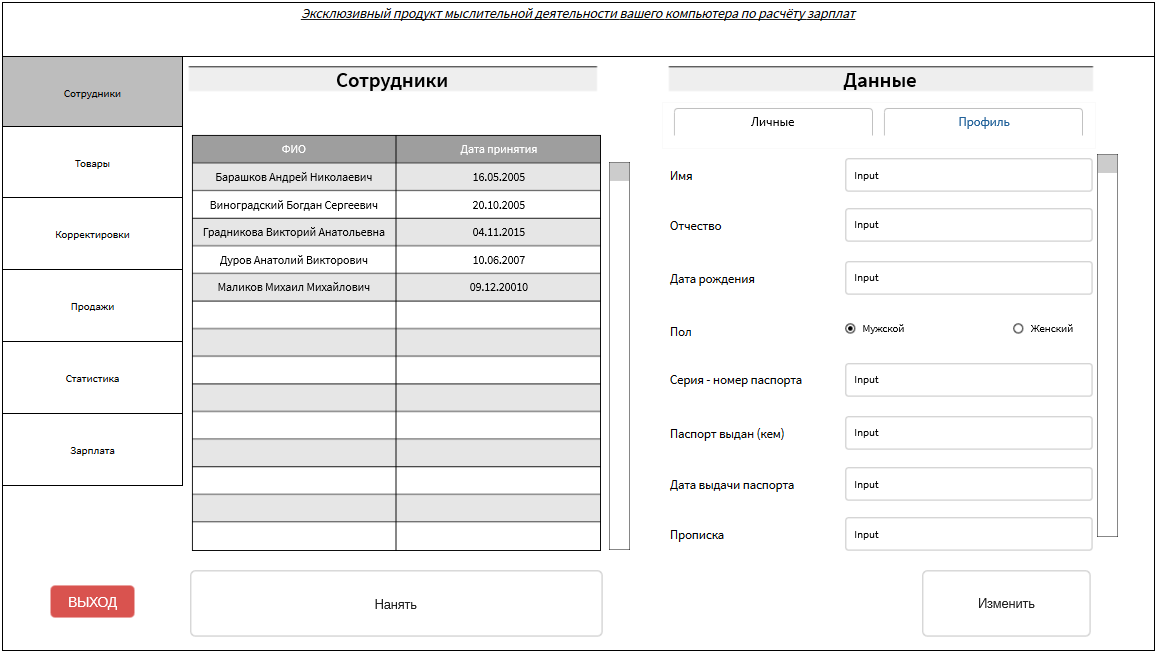 Эксклюзивный продукт мыслительной деятельности вашего компьютера по расчёту зарплат
Сотрудники
Товары
Корректировки
Продажи
Статистика
Зарплата
ВЫХОД
Сотрудники
ФИО Дата принятия
Барашков Андрей Николаевич 16.05.2005
Виноградский Богдан Сергеевич 20.10.2005
Градникова Викторий Анатольевна 04.11.2015
Дуров Анатолий Викторович 10.06.2007
Маликов Михаил Михайлович 09.12.20010
Нанять
Данные
Личные Профиль
Имя Input
Отчество Input
Дата рождения Input
Пол Мужской Женский
Серия - номер паспорта Input
Паспорт выдан (кем) Input
Дата выдачи паспорта Input
Прописка Input
Изменить